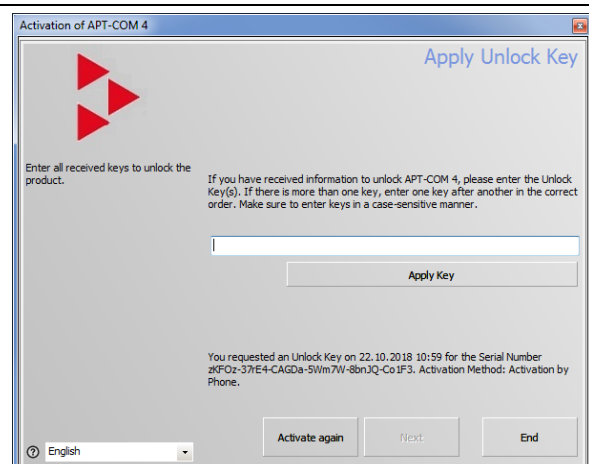 Activation of APT-COM 4
Apply Unlock Key
Enter all received keys to unlock the
product.
If you have received information to unlock APT-COM 4, please enter the Unlock
Key(s). If there is more than one key, enter one key after another in the correct
order. Make sure to enter keys in a case-sensitive manner.
Apply Key
You requested an Unlock Key on 22.10.2018 10:59 for the Serial Number
zKFOz-37rE4-CAGDa-5Wm7W-8bnJQ-Co1F3. Activation Method: Activation by
Phone.
Activate again
Next
End
English